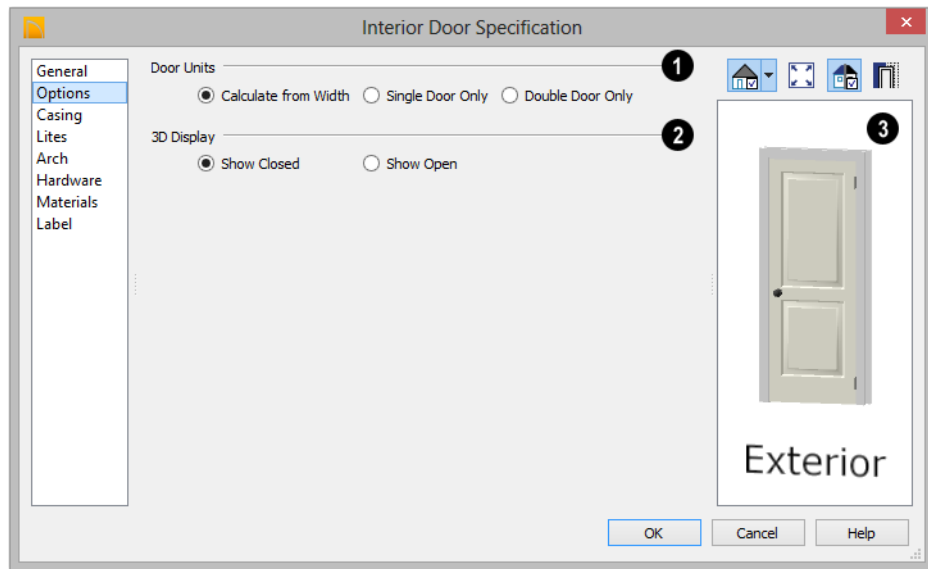 Interior Door Specification
General
Options
Casing
Lites
Arch
Hardware
Materials
Label
Door Units 1
Calculate from Width Single Door Only Double Door Only
3D Display 2
Show Closed Show Open
3
Exterior
OK Cancel Help